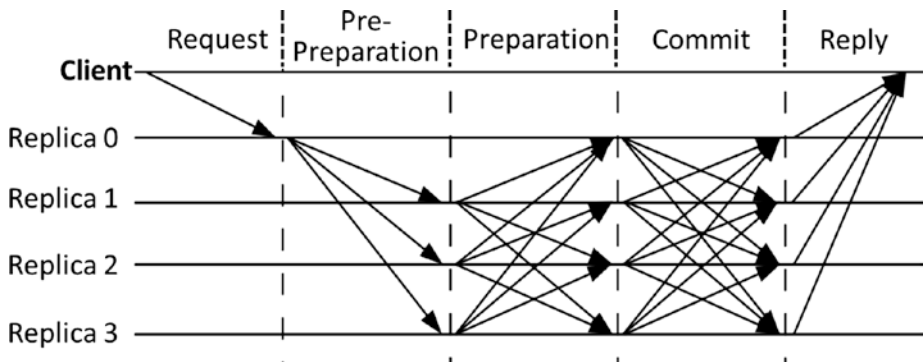 Request
Pre-
Preparation
Preparation
Commit
Reply
Client
Replica 0
Replica 1
Replica 2
Replica 3